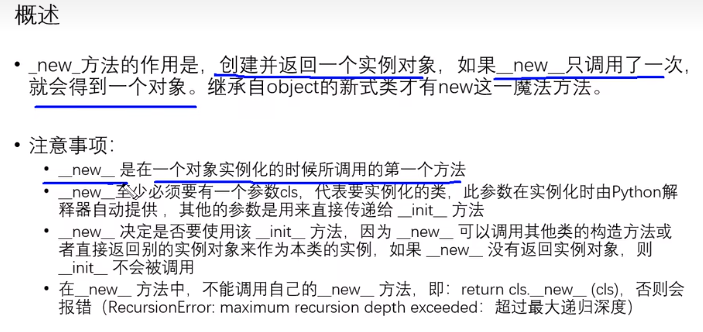 概述
• _new_方法的作用是，创建并返回一个实例对象，如果__new__只调用了一次，
就会得到一个对象。继承自object的新式类才有new这一魔法方法。
• 注意事项：
• __new__ 是在一个对象实例化的时候所调用的第一个方法
• __new__至少必须要有一个参数cls，代表要实例化的类，此参数在实例化时由Python解
释器自动提供 ，其他的参数是用来直接传递给 __init__ 方法
• __new__ 决定是否要使用该 __init__ 方法，因为 __new__ 可以调用其他类的构造方法或
者直接返回别的实例对象来作为本类的实例，如果 __new__ 没有返回实例对象，则
__init__ 不会被调用
• 在__new__ 方法中，不能调用自己的__new__ 方法，即：return cls.__new__ (cls)，否则会
报错（RecursionError: maximum recursion depth exceeded：超过最大递归深度）